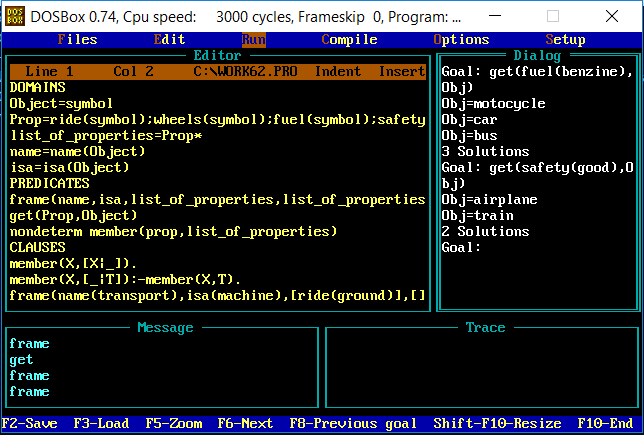 DOSBox 0.74, Cpu speed:    3000 cycles, Frameskip  0, Program: ...
Files Edit Run Compile Options Setup
Editor
Line 1 Col 2 C:\WORK62.PRO Indent Insert
DOMAINS
Object=symbol
Prop=ride(symbol);wheels(symbol);fuel(symbol);safety
list_of_properties=Prop*
name=name(Object)
isa=isa(Object)
PREDICATES
frame(name,isa,list_of_properties,list_of_properties
get(Prop,Object)
nondeterm member(prop,list_of_properties)
CLAUSES
member(X,[X|_]).
member(X,[_|T]):-member(X,T).
frame(name(transport),isa(machine),[ride(ground)],[]
Dialog
Goal: get(fuel(benzine),
Obj)
Obj=motocycle
Obj=car
Obj=bus
3 Solutions
Goal: get(safety(good),O
bj)
Obj=airplane
Obj=train
2 Solutions
Goal:
Message
frame
get
frame
frame
Trace
F2-Save F3-Load F5-Zoom F6-Next F8-Previous goal Shift-F10-Resize F10-End